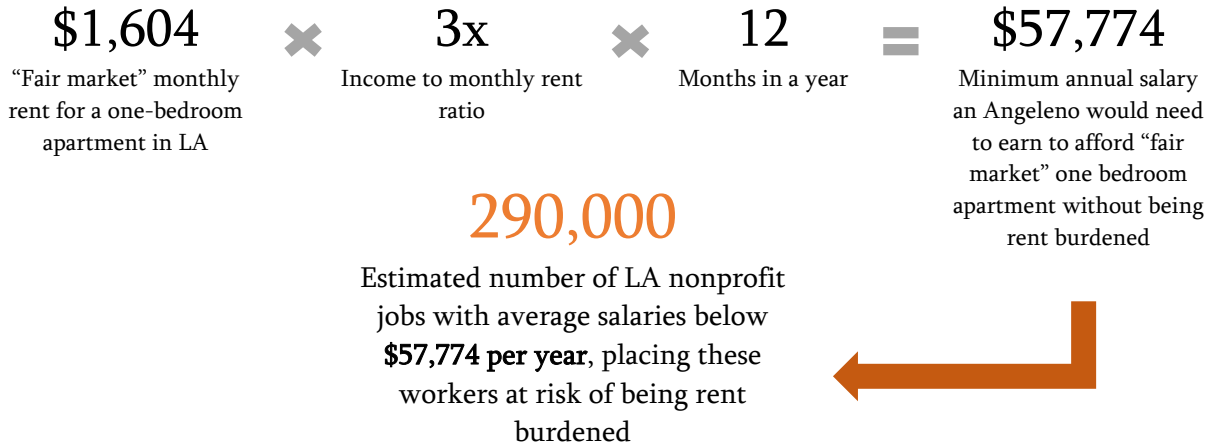 $1,604
"Fair market" monthly
rent for a one-bedroom
apartment in LA
3x
Income to monthly rent
ratio
12
Months in a year
$57,774
Minimum annual salary
an Angeleno would need
to earn to afford "fair
market" one bedroom
apartment without being
rent burdened
290,000
Estimated number of LA nonprofit
jobs with average salaries below
$57,774 per year, placing these
workers at risk of being rent
burdened